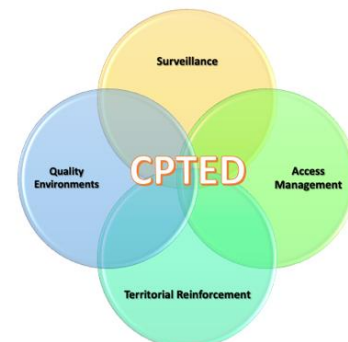 Surveillance
Quality
Environments
CPTED
Access
Management
Territorial Reinforcement